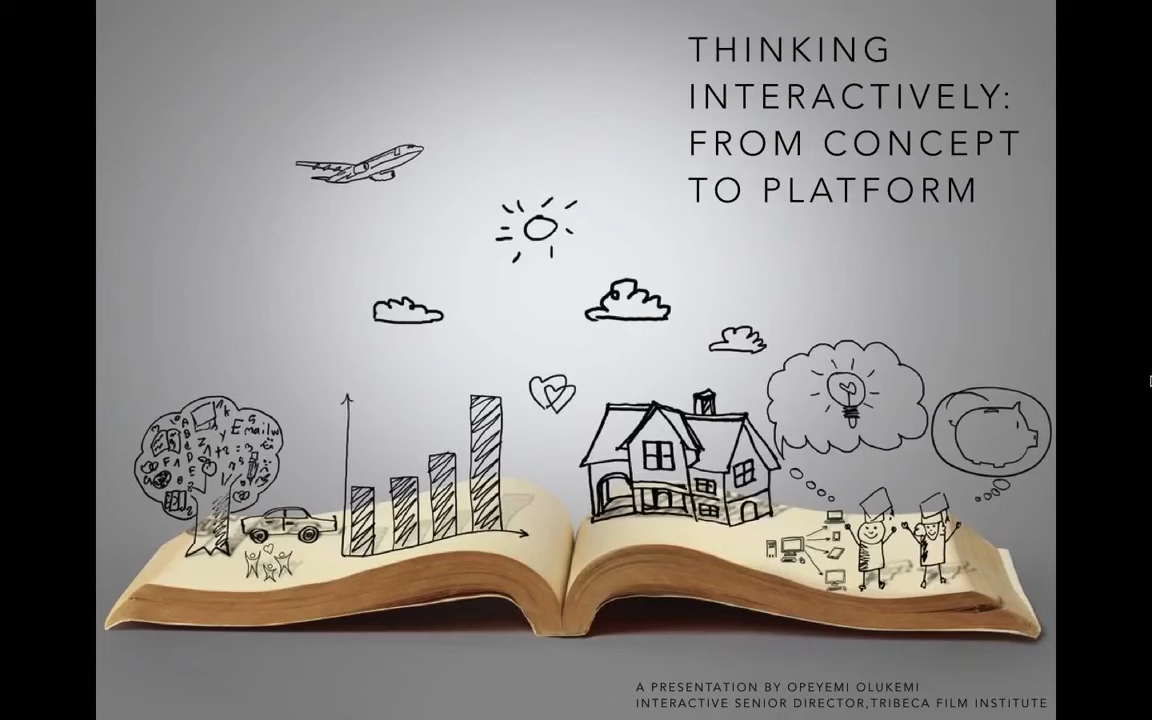 THINKING
INTERACTIVELY:
FROM CONCEPT
TO PLATFORM
A PRESENTATION BY OPEYEMI OLUKEMI
INTERACTIVE SENIOR DIRECTOR,TRIBECA FILM INSTITUTE